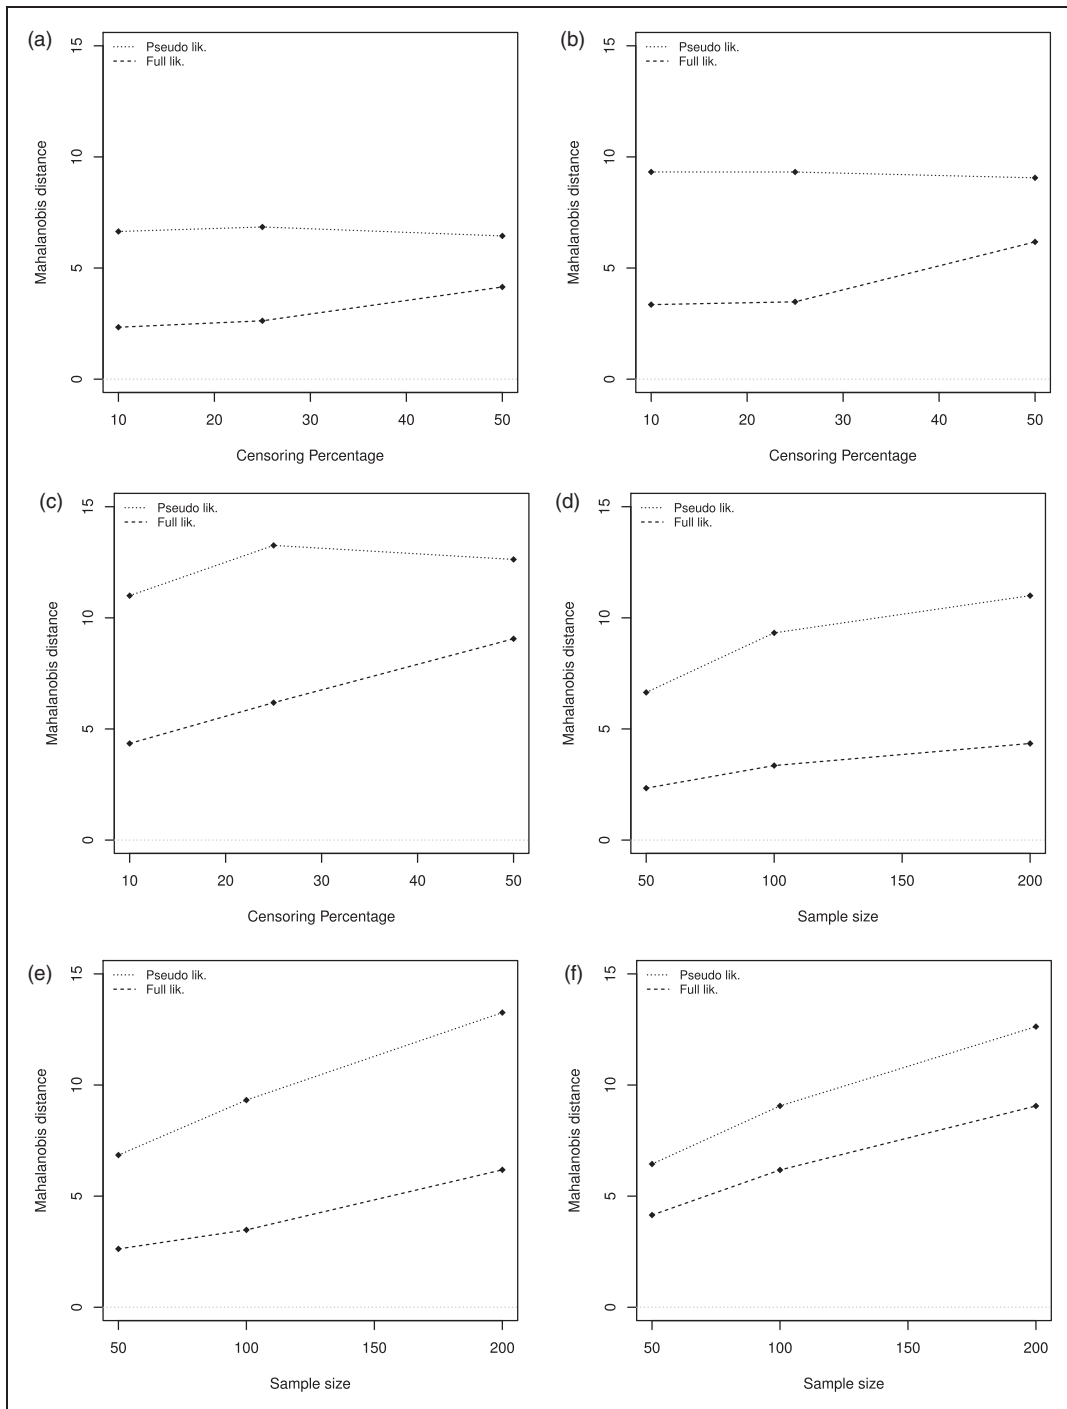 (a)
Pseudo lik.
Full lik.
Mahalanobis distance
15
10
5
0
10 20 30 40 50
Censoring Percentage
(b)
Pseudo lik.
Full lik.
Mahalanobis distance
15
10
5
0
10 20 30 40 50
Censoring Percentage
(c)
Pseudo lik.
Full lik.
Mahalanobis distance
15
10
5
0
10 20 30 40 50
Censoring Percentage
(d)
Pseudo lik.
Full lik.
Mahalanobis distance
15
10
5
0
50 100 150 200
Sample size
(e)
Pseudo lik.
Full lik.
Mahalanobis distance
15
10
5
0
50 100 150 200
Sample size
(f)
Pseudo lik.
Full lik.
Mahalanobis distance
15
10
5
0
50 100 150 200
Sample size